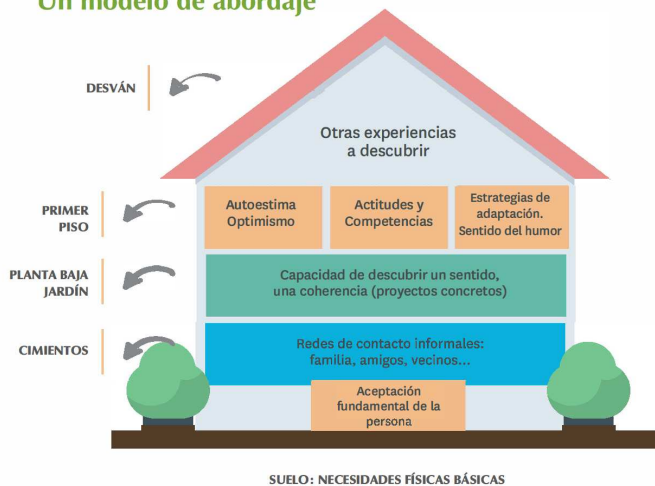 Un modelo de abordaje
DESVÁN
Otras experiencias
a descubrir
PRIMER
PISO
Autoestima
Optimismo
Actitudes y
Competencias
Estrategias de
adaptación.
Sentido del humor
PLANTA BAJA
JARDÍN
Capacidad de descubrir un sentido,
una coherencia (proyectos concretos)
CIMIENTOS
Redes de contacto informales:
familia, amigos, vecinos...
Aceptación
fundamental de la
persona
SUELO: NECESIDADES FÍSICAS BÁSICAS